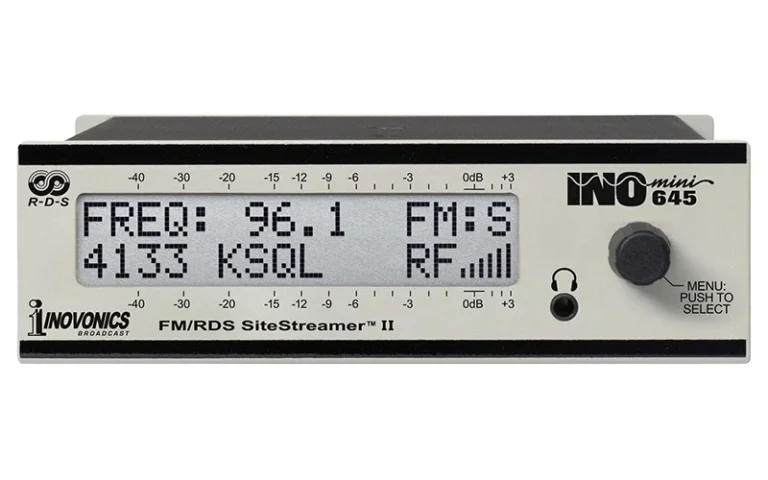 -40 -30 -20 -15 -12 -9 -6 -3 0dB +3
R-D-S
INOmini
645
FREQ: 96.1 FM:S
4133 KSQL RF
MENU:
PUSH TO
SELECT
-40 -30 -20 -15 -12 -9 -6 -3 0dB +3
iNOVONICS
BROADCAST
FM/RDS SiteStreamer™ II